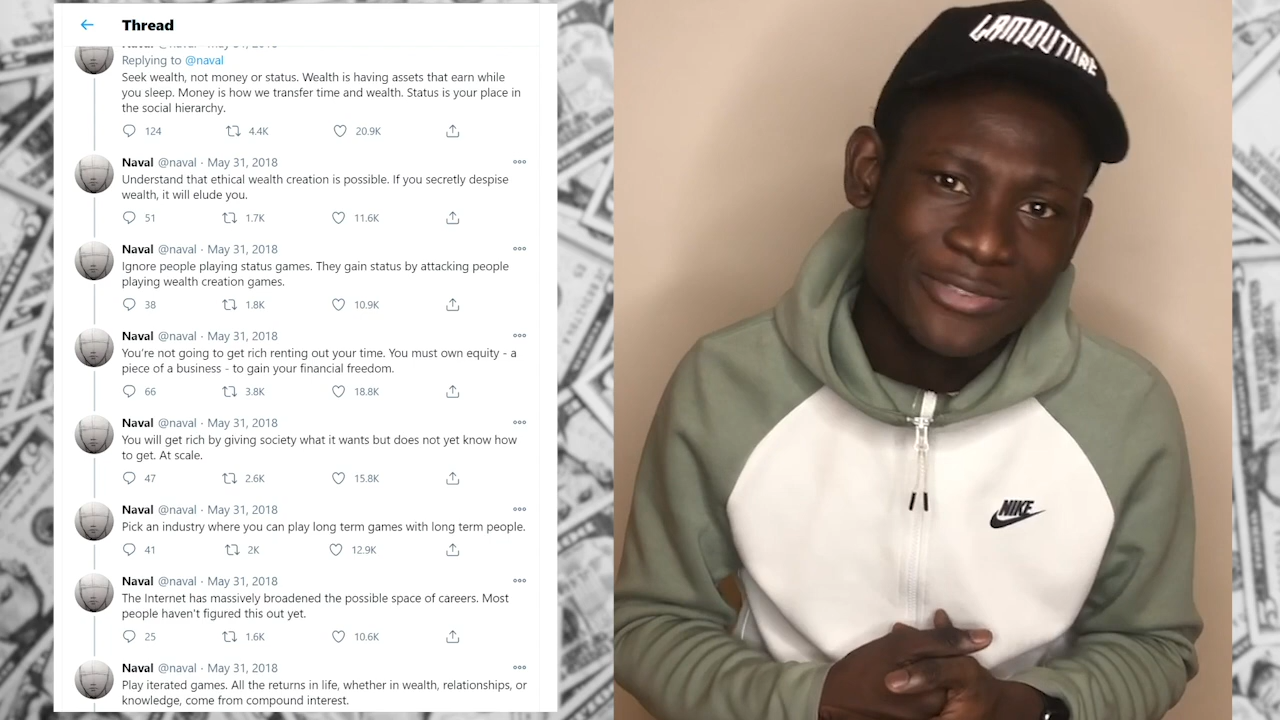 Thread
Naval @naval · May 31, 2018
Replying to @naval
Seek wealth, not money or status. Wealth is having assets that earn while
you sleep. Money is how we transfer time and wealth. Status is your place in
the social hierarchy.
124 4.4K 20.9K
Naval @naval · May 31, 2018
Understand that ethical wealth creation is possible. If you secretly despise
wealth, it will elude you.
51 1.7K 11.6K
Naval @naval · May 31, 2018
Ignore people playing status games. They gain status by attacking people
playing wealth creation games.
38 1.8K 10.9K
Naval @naval · May 31, 2018
You're not going to get rich renting out your time. You must own equity - a
piece of a business - to gain your financial freedom.
66 3.8K 18.8K
Naval @naval · May 31, 2018
You will get rich by giving society what it wants but does not yet know how
to get. At scale.
47 2.6K 15.8K
Naval @naval · May 31, 2018
Pick an industry where you can play long term games with long term people.
41 2K 12.9K
Naval @naval · May 31, 2018
The Internet has massively broadened the possible space of careers. Most
people haven't figured this out yet.
25 1.6K 10.6K
Naval @naval · May 31, 2018
Play iterated games. All the returns in life, whether in wealth, relationships, or
knowledge, come from compound interest.
LAMOUTURE
NIKE